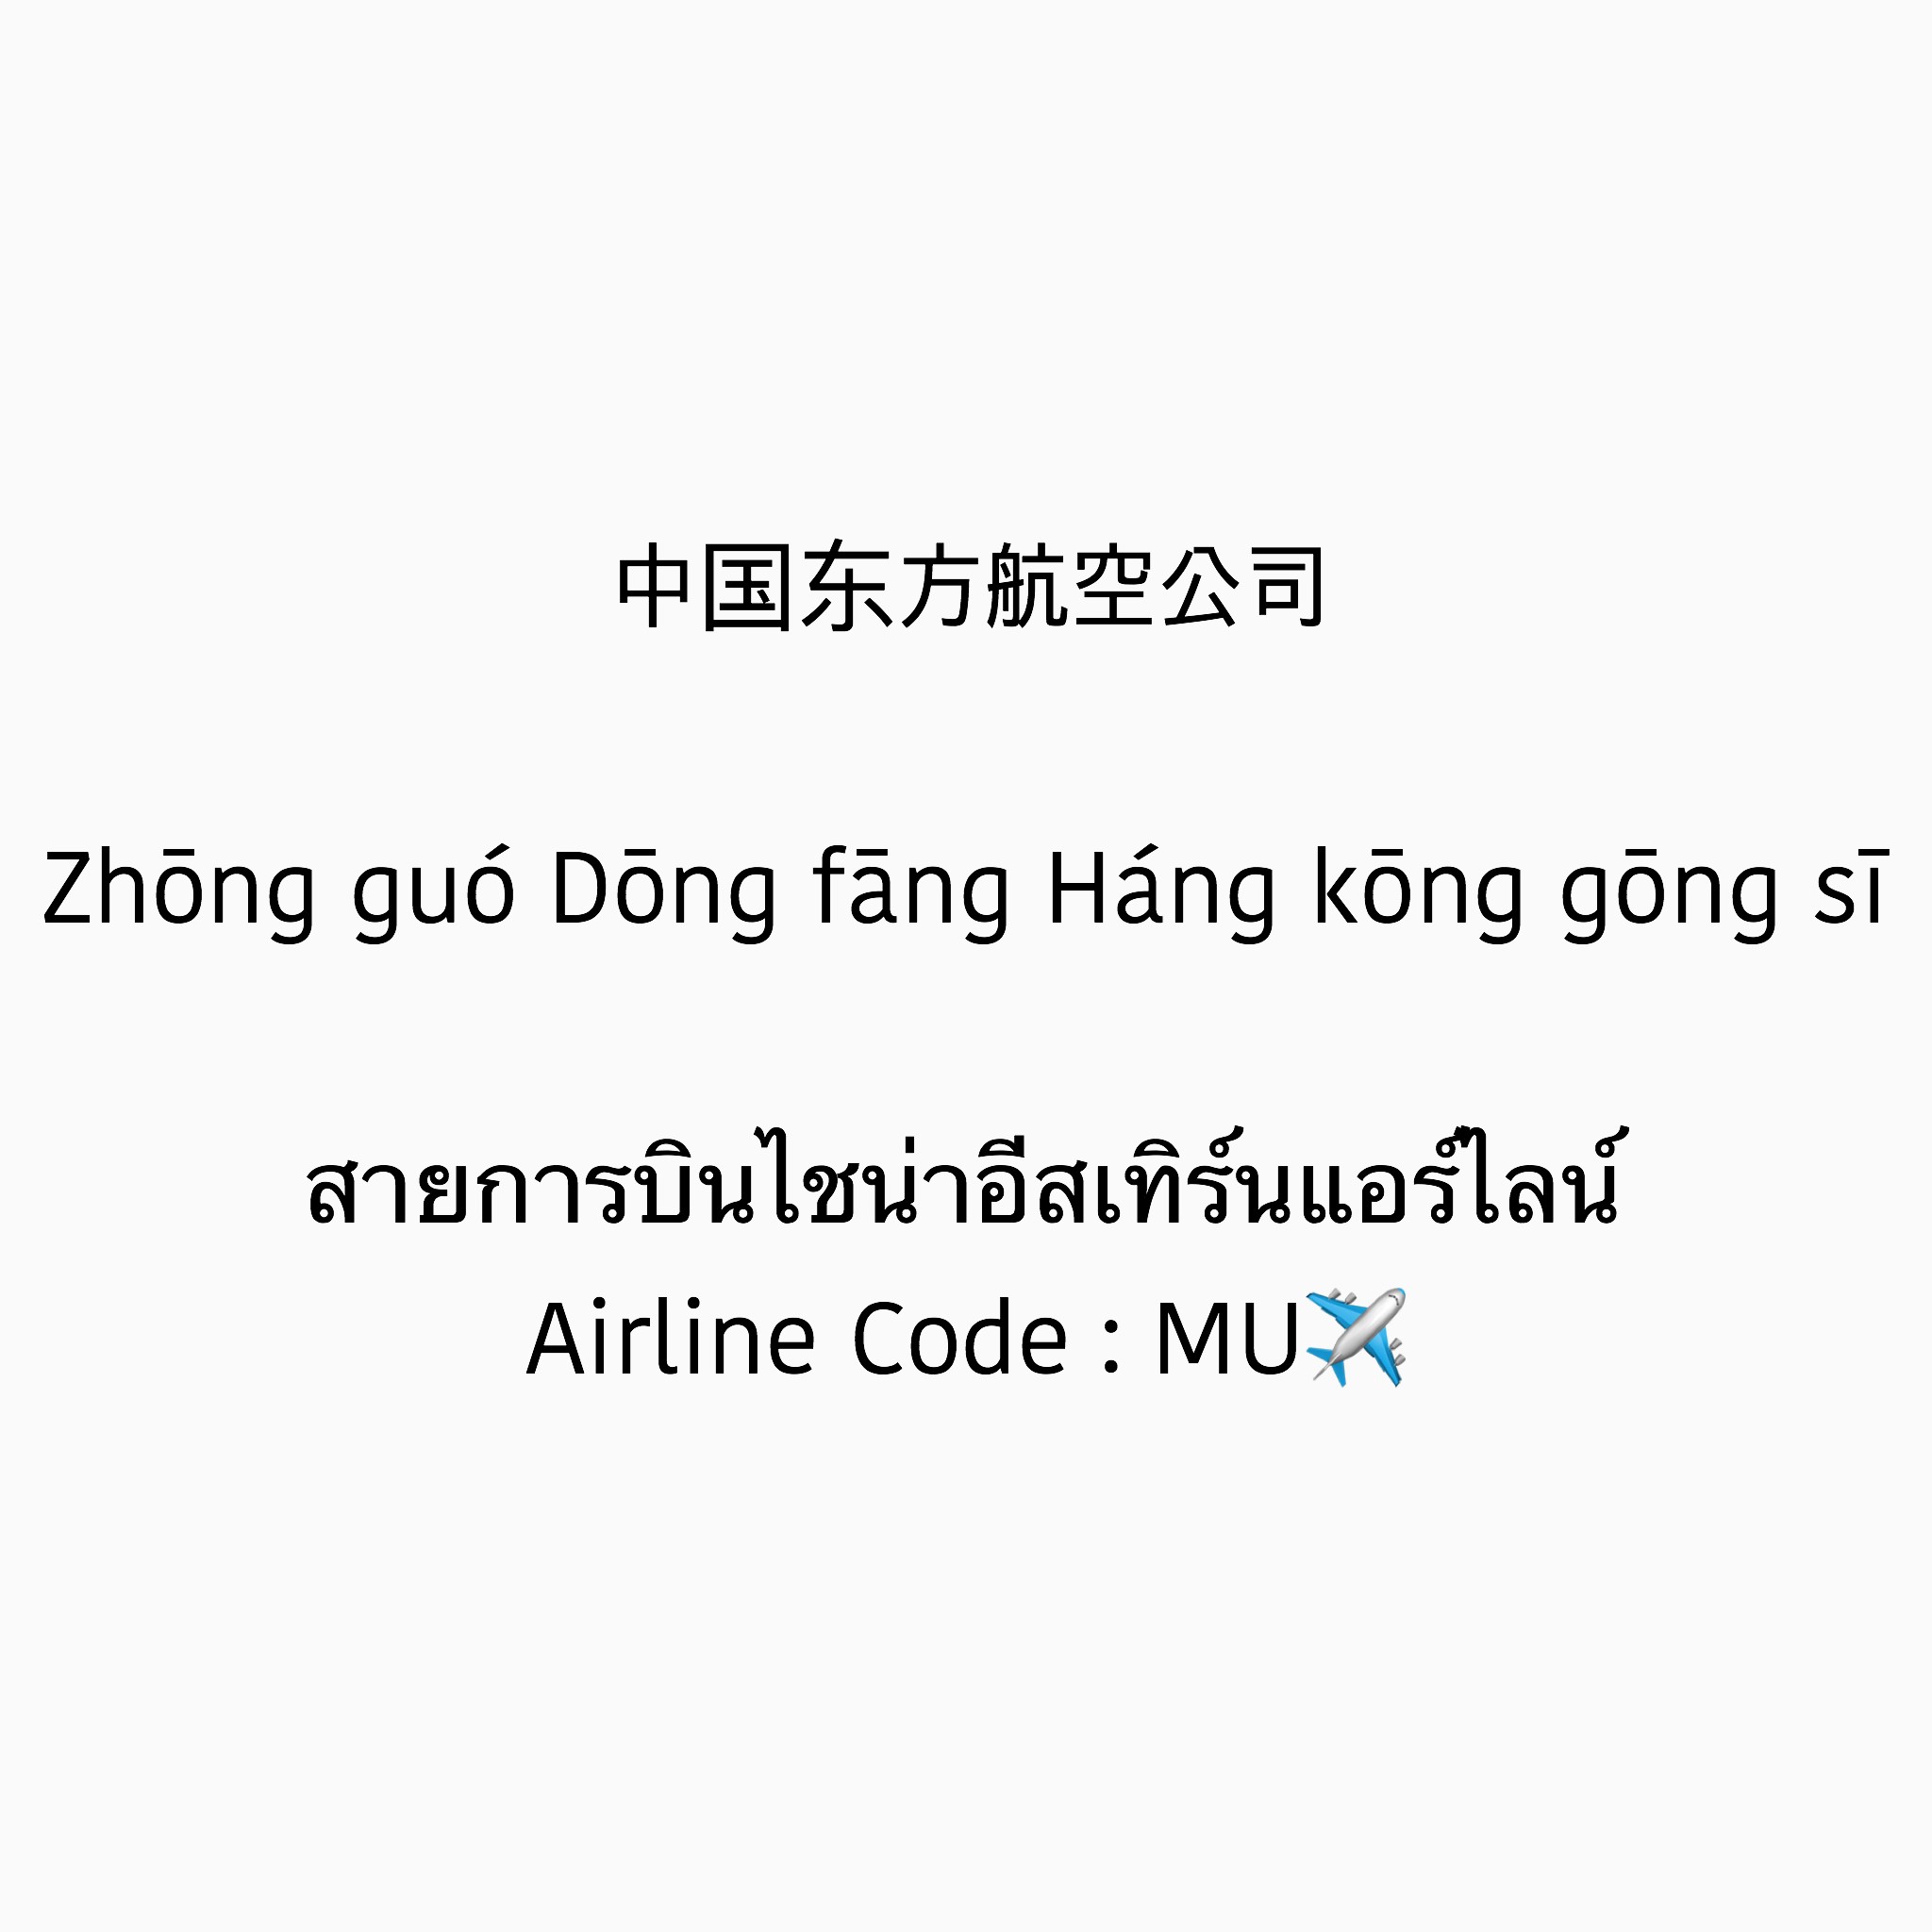 中国东方航空公司
Zhōng guó Dōng fāng Háng kōng gōng sī
สายการบินไชน่าอีสเทิร์นแอร์ไลน์
Airline Code : MU✈️